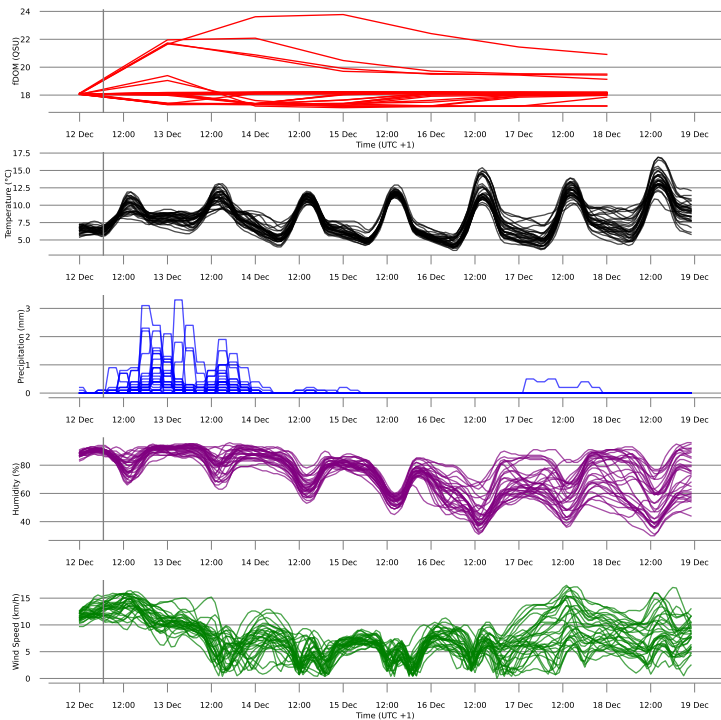 24
22
20
18
fDOM (QSU)
12 Dec 12:00 13 Dec 12:00 14 Dec 12:00 15 Dec 12:00 16 Dec 12:00 17 Dec 12:00 18 Dec 12:00 19 Dec
Time (UTC +1)
17.5
15.0
12.5
10.0
7.5
5.0
Temperature (°C)
12 Dec 12:00 13 Dec 12:00 14 Dec 12:00 15 Dec 12:00 16 Dec 12:00 17 Dec 12:00 18 Dec 12:00 19 Dec
3
2
1
0
Precipitation (mm)
12 Dec 12:00 13 Dec 12:00 14 Dec 12:00 15 Dec 12:00 16 Dec 12:00 17 Dec 12:00 18 Dec 12:00 19 Dec
80
60
40
Humidity (%)
12 Dec 12:00 13 Dec 12:00 14 Dec 12:00 15 Dec 12:00 16 Dec 12:00 17 Dec 12:00 18 Dec 12:00 19 Dec
15
10
5
0
Wind Speed (km/h)
12 Dec 12:00 13 Dec 12:00 14 Dec 12:00 15 Dec 12:00 16 Dec 12:00 17 Dec 12:00 18 Dec 12:00 19 Dec
Time (UTC +1)